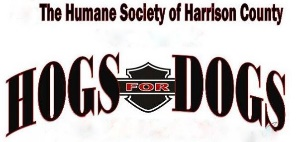 The Humane Society of Harrison County
HOGS FOR DOGS